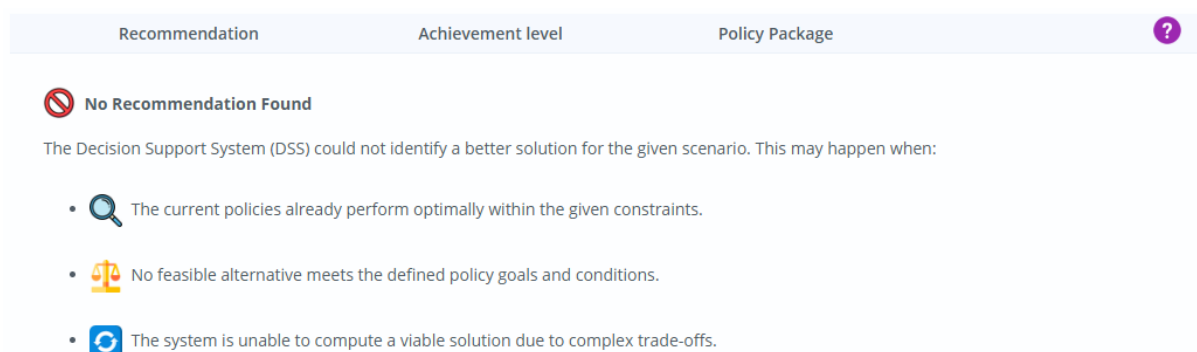 Recommendation Achievement level Policy Package ?
No Recommendation Found
The Decision Support System (DSS) could not identify a better solution for the given scenario. This may happen when:
• The current policies already perform optimally within the given constraints.
• No feasible alternative meets the defined policy goals and conditions.
• The system is unable to compute a viable solution due to complex trade-offs.